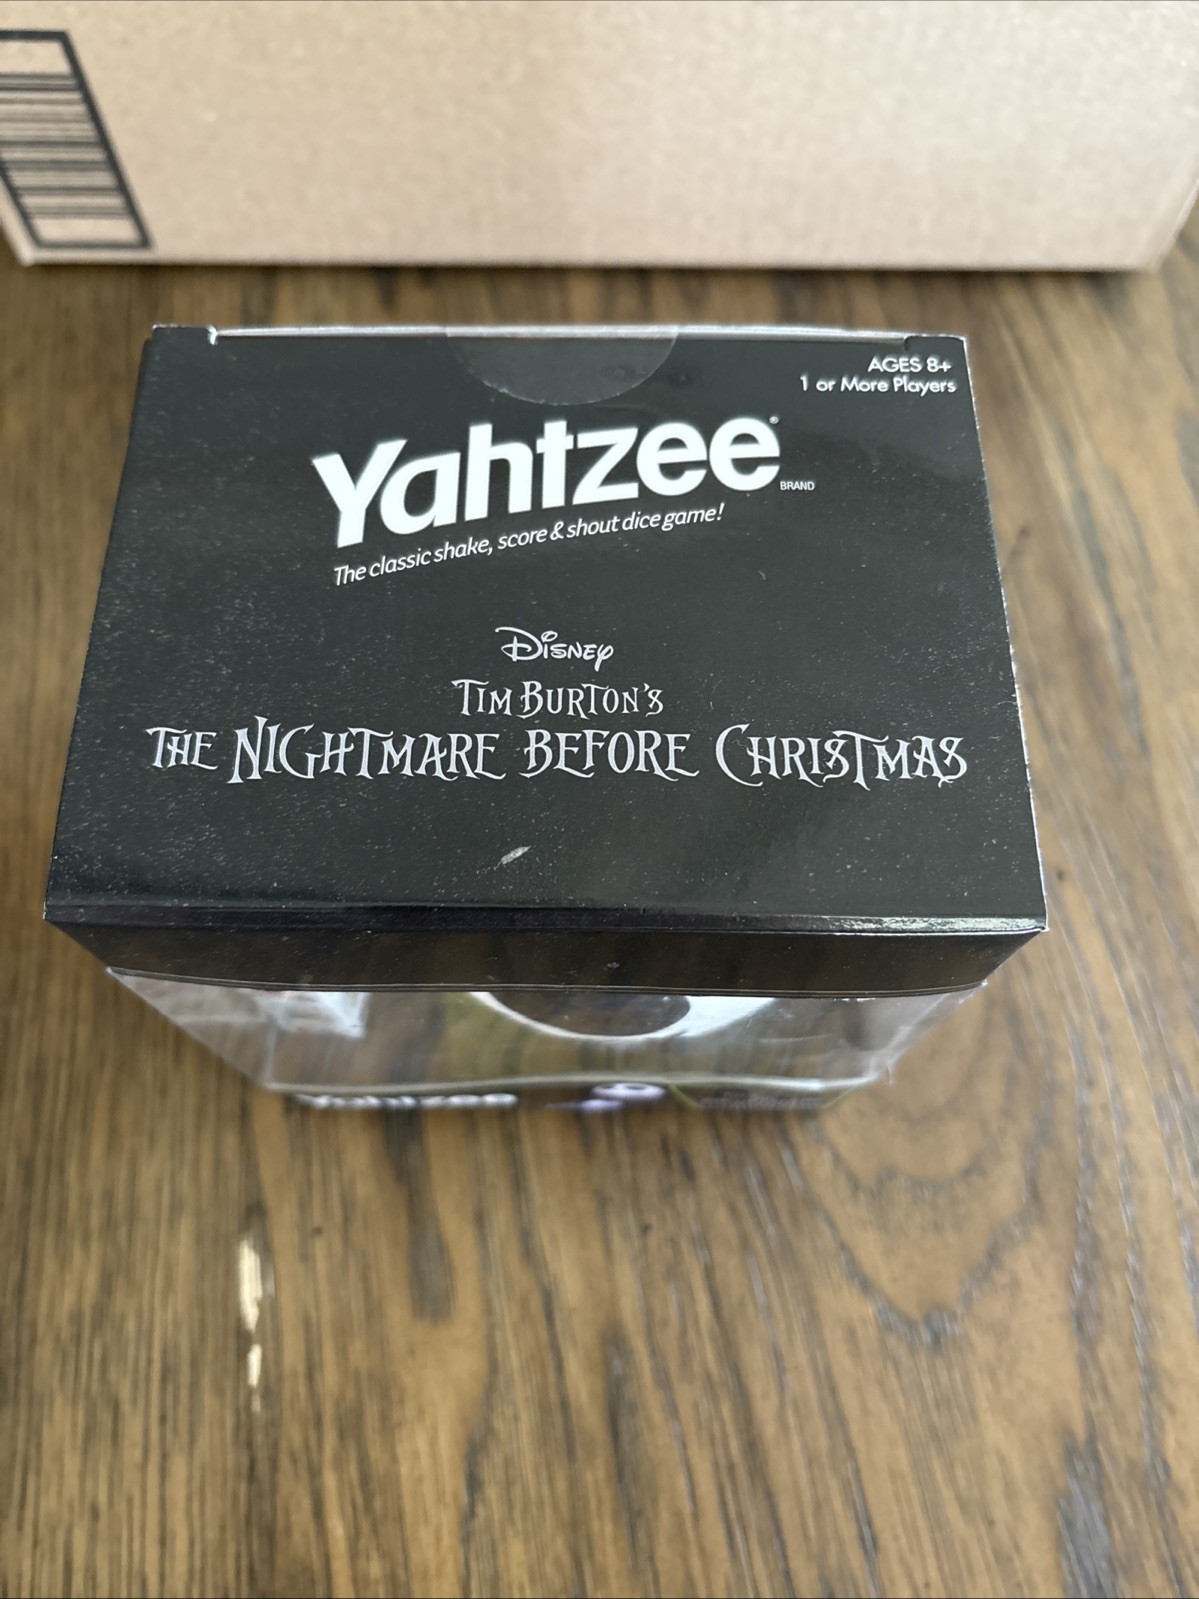 AGES 8+
1 or More Players
Yahtzee®
BRAND
The classic shake, score & shout dice game!
Disney
TIM BURTON'S
THE NIGHTMARE BEFORE CHRISTMAS
Yahtzee